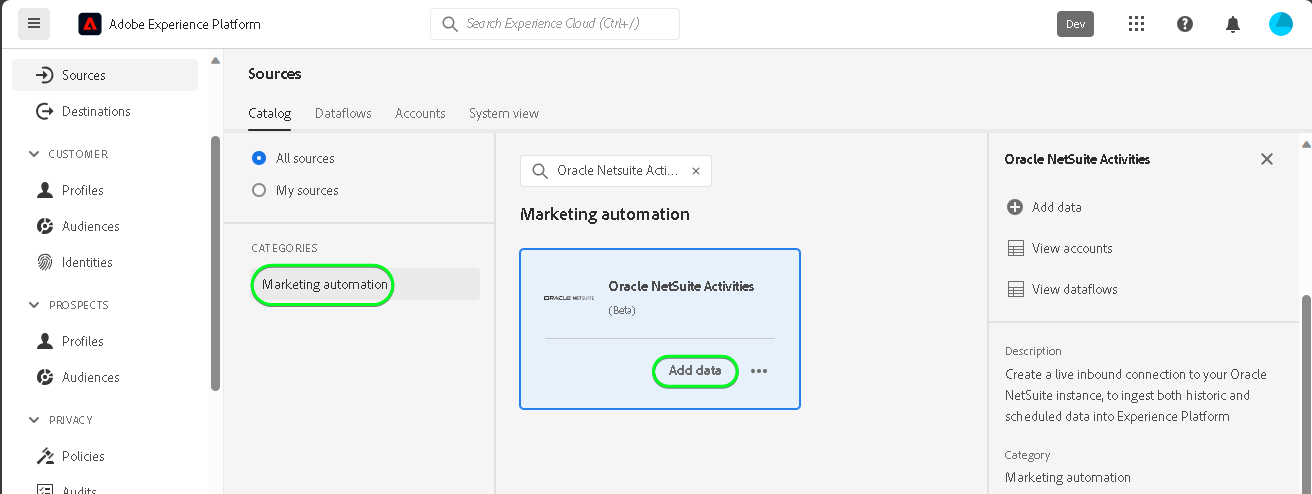 Adobe Experience Platform
Search Experience Cloud (Ctrl+/)
Dev
Sources
Destinations
CUSTOMER
Profiles
Audiences
Identities
PROSPECTS
Profiles
Audiences
PRIVACY
Policies
Audits
Sources
Catalog Dataflows Accounts System view
All sources
My sources
CATEGORIES
Marketing automation
Oracle Netsuite Acti...
Marketing automation
ORACLE NETSUITE
Oracle NetSuite Activities
(Beta)
Add data
Oracle NetSuite Activities
Add data
View accounts
View dataflows
Description
Create a live inbound connection to your Oracle
NetSuite instance, to ingest both historic and
scheduled data into Experience Platform
Category
Marketing automation